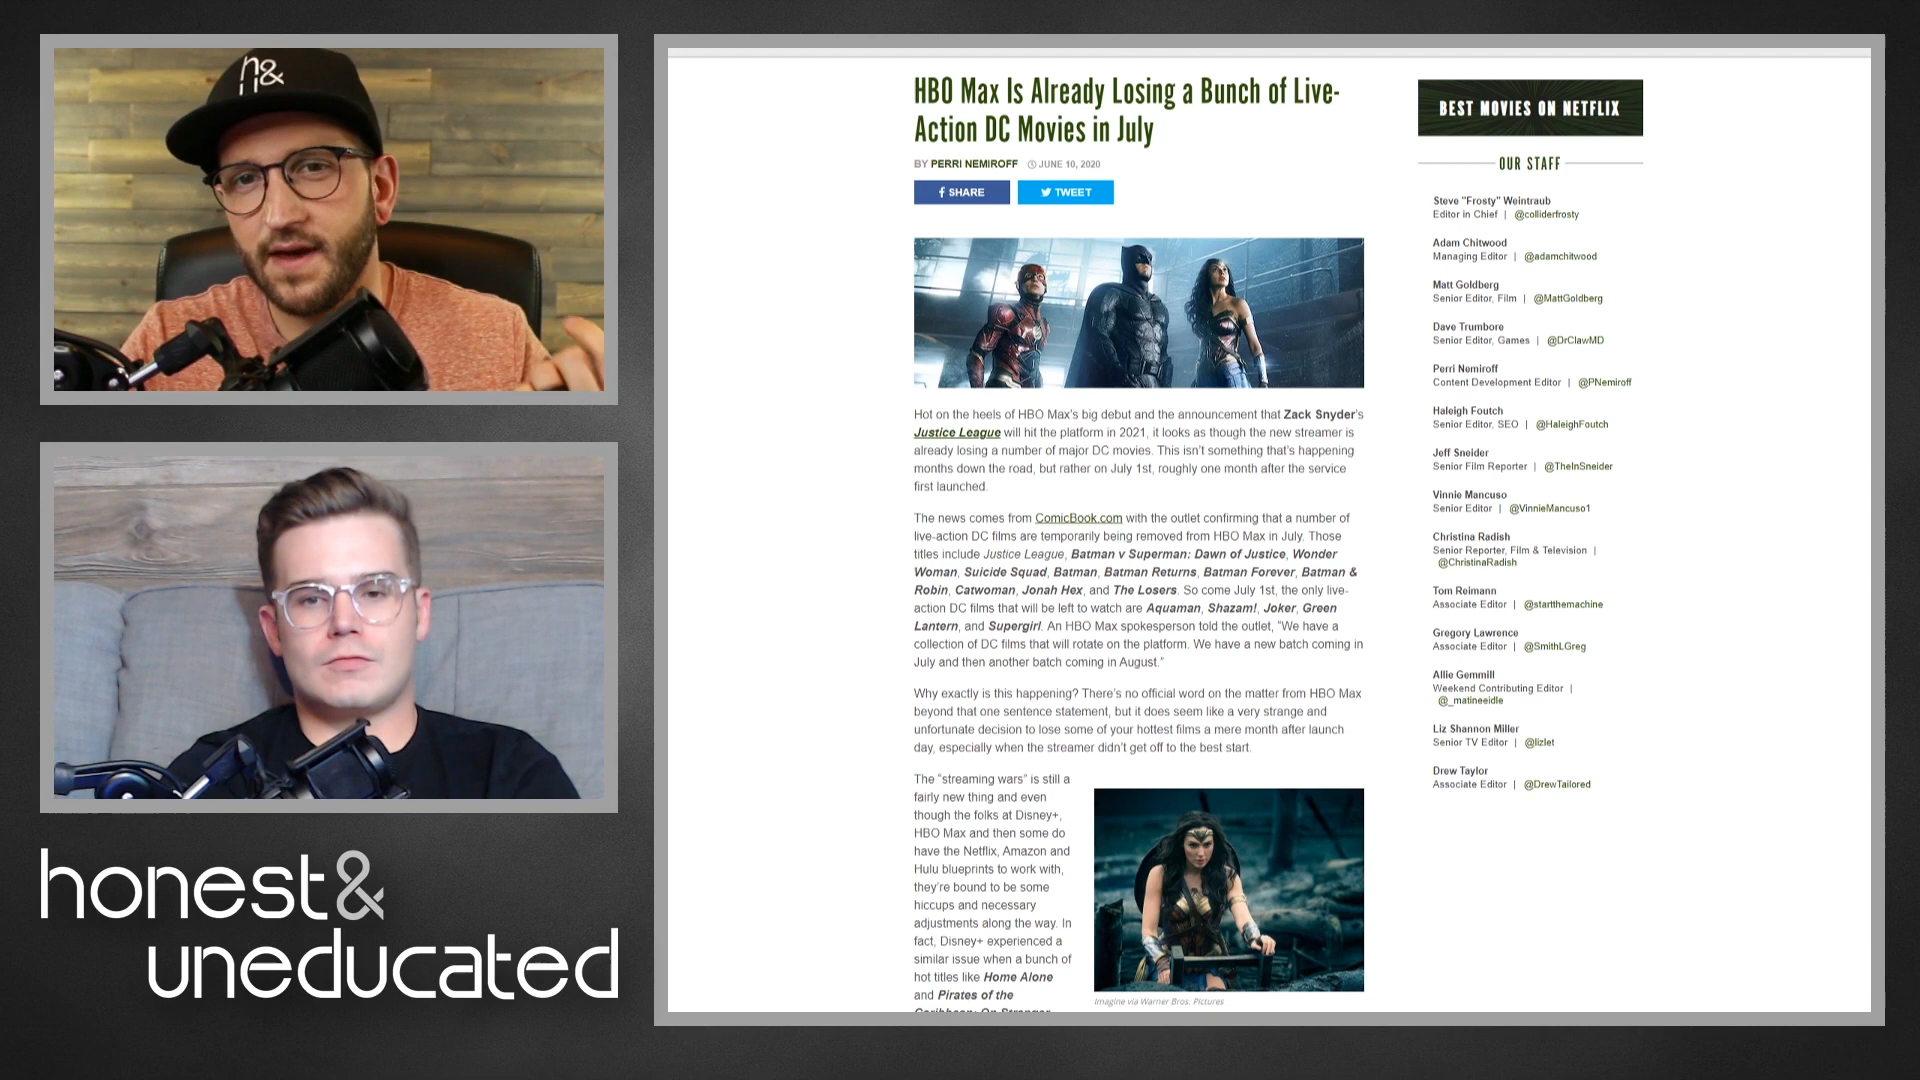 h&
honest&
uneducated
HBO Max Is Already Losing a Bunch of Live-
Action DC Movies in July
BY PERRI NEMIROFF JUNE 10, 2020
SHARE TWEET
Hot on the heels of HBO Max's big debut and the announcement that Zack Snyder's
Justice League will hit the platform in 2021, it looks as though the new streamer is
already losing a number of major DC movies. This isn't something that's happening
months down the road, but rather on July 1st, roughly one month after the service
first launched.
The news comes from ComicBook.com with the outlet confirming that a number of
live-action DC films are temporarily being removed from HBO Max in July. Those
titles include Justice League, Batman v Superman: Dawn of Justice, Wonder
Woman, Suicide Squad, Batman, Batman Returns, Batman Forever, Batman &
Robin, Catwoman, Jonah Hex, and The Losers. So come July 1st, the only live-
action DC films that will be left to watch are Aquaman, Shazam!, Joker, Green
Lantern, and Supergirl. An HBO Max spokesperson told the outlet, "We have a
collection of DC films that will rotate on the platform. We have a new batch coming in
July and then another batch coming in August."
Why exactly is this happening? There's no official word on the matter from HBO Max
beyond that one sentence statement, but it does seem like a very strange and
unfortunate decision to lose some of your hottest films a mere month after launch
day, especially when the streamer didn't get off to the best start.
The "streaming wars" is still a
fairly new thing and even
though the folks at Disney+,
HBO Max and then some do
have the Netflix, Amazon and
Hulu blueprints to work with,
they're bound to be some
hiccups and necessary
adjustments along the way. In
fact, Disney+ experienced a
similar issue when a bunch of
hot titles like Home Alone
and Pirates of the
Caribbean: On Stranger
Imagine via Warner Bros. Pictures
BEST MOVIES ON NETFLIX
OUR STAFF
Steve "Frosty" Weintraub
Editor in Chief | @colliderfrosty
Adam Chitwood
Managing Editor | @adamchitwood
Matt Goldberg
Senior Editor, Film | @MattGoldberg
Dave Trumbore
Senior Editor, Games | @DrClawMD
Perri Nemiroff
Content Development Editor | @PNemiroff
Haleigh Foutch
Senior Editor, SEO | @HaleighFoutch
Jeff Sneider
Senior Film Reporter | @TheInSneider
Vinnie Mancuso
Senior Editor | @VinnieMancuso1
Christina Radish
Senior Reporter, Film & Television |
@ChristinaRadish
Tom Reimann
Associate Editor | @startthemachine
Gregory Lawrence
Associate Editor | @SmithLGreg
Allie Gemmill
Weekend Contributing Editor |
@_matineeidle
Liz Shannon Miller
Senior TV Editor | @lizlet
Drew Taylor
Associate Editor | @DrewTailored